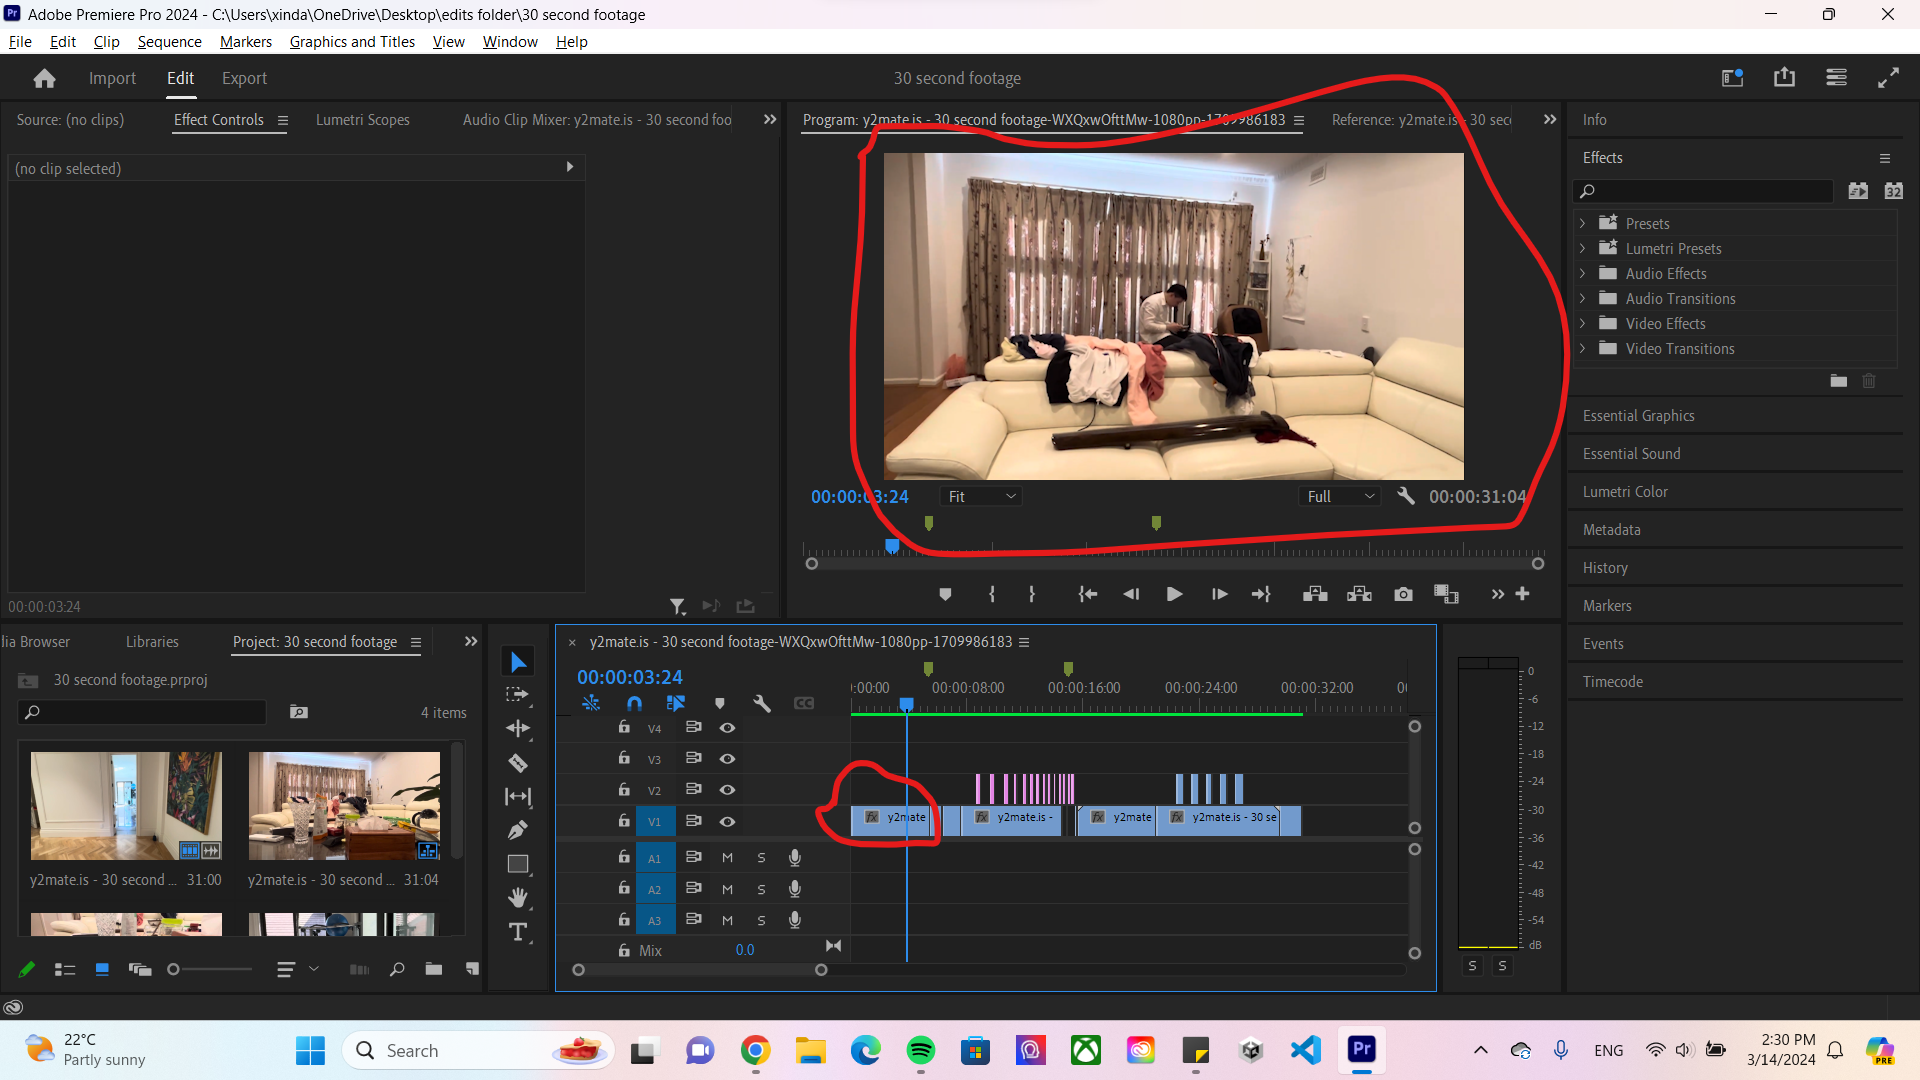 Adobe Premiere Pro 2024 - C:\Users\xinda\OneDrive\Desktop\edits folder\30 second footage
File Edit Clip Sequence Markers Graphics and Titles View Window Help
Import Edit Export
30 second footage
Source: (no clips)
Effect Controls
Lumetri Scopes
Audio Clip Mixer: y2mate.is - 30 second foo
(no clip selected)
00:00:03:24
Program: y2mate.is - 30 second footage-WXQxwOfttMw-1080pp-1709986183
Reference: y2mate.is - 30 sec
00:00:03:24
Fit
Full
00:00:31:04
Info
Effects
32
Presets
Lumetri Presets
Audio Effects
Audio Transitions
Video Effects
Video Transitions
Essential Graphics
Essential Sound
Lumetri Color
Metadata
History
Markers
Events
Timecode
lia Browser
Libraries
Project: 30 second footage
30 second footage.prproj
4 items
y2mate.is - 30 second ... 31:00
y2mate.is - 30 second ... 31:04
× y2mate.is - 30 second footage-WXQxwOfttMw-1080pp-1709986183
00:00:03:24
:00:00 00:00:08:00 00:00:16:00 00:00:24:00 00:00:32:00 00
CC
V4
V3
V2
V1
fx y2mate
fx y2mate.is -
fx y2mate
fx y2mate.is - 30 se
A1 M S
A2 M S
A3 M S
Mix 0.0
T
0
-6
-12
-18
-24
-30
-36
-42
-48
-54
dB
S S
22°C
Partly sunny
Search
Pr
ENG
2:30 PM
3/14/2024
PRE